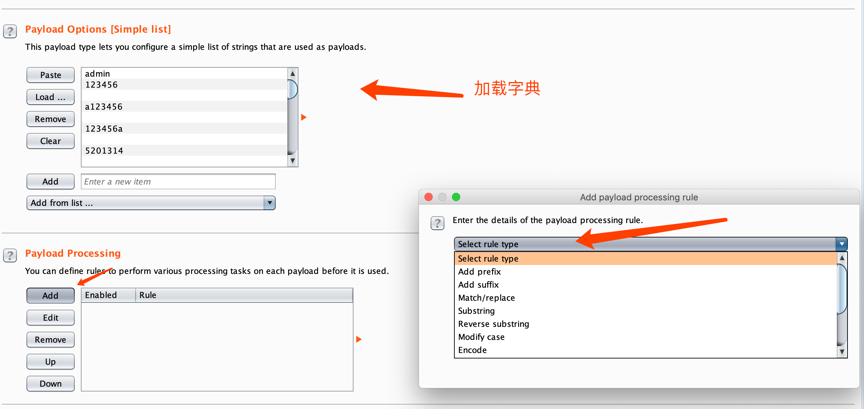 Payload Options [Simple list]
This payload type lets you configure a simple list of strings that are used as payloads.
Paste
Load ...
Remove
Clear
admin
123456
a123456
123456a
5201314
加载字典
Add
Enter a new item
Add from list ...
Payload Processing
You can define rules to perform various processing tasks on each payload before it is used.
Add
Edit
Remove
Up
Down
Enabled
Rule
Add payload processing rule
Enter the details of the payload processing rule.
Select rule type
Select rule type
Add prefix
Add suffix
Match/replace
Substring
Reverse substring
Modify case
Encode